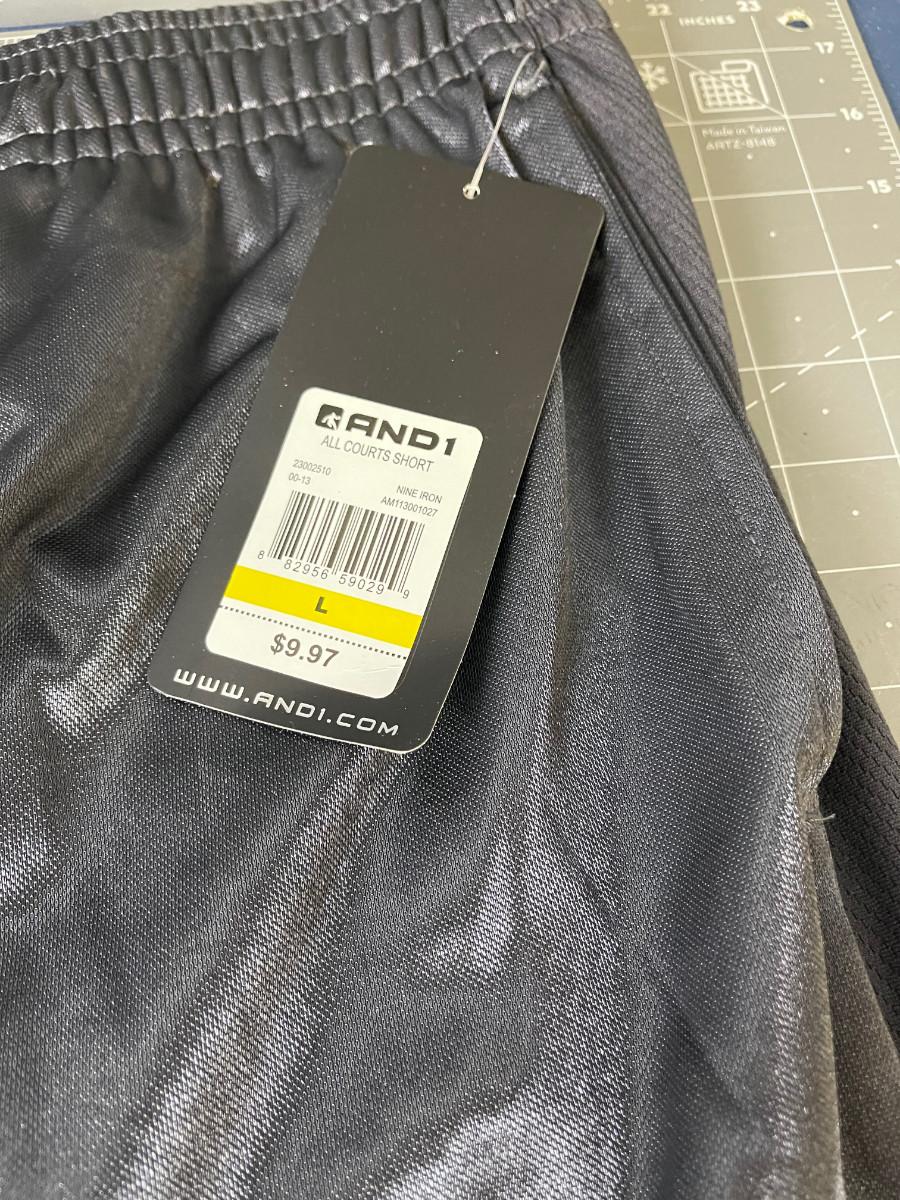 22 INCHES 23
17
16
Made in Taiwan
ARTZ-8148
15
AND1
ALL COURTS SHORT
23002510
00-13
NINE IRON
AM113001027
8 82956 59029 9
L
$9.97
WWW.AND1.COM